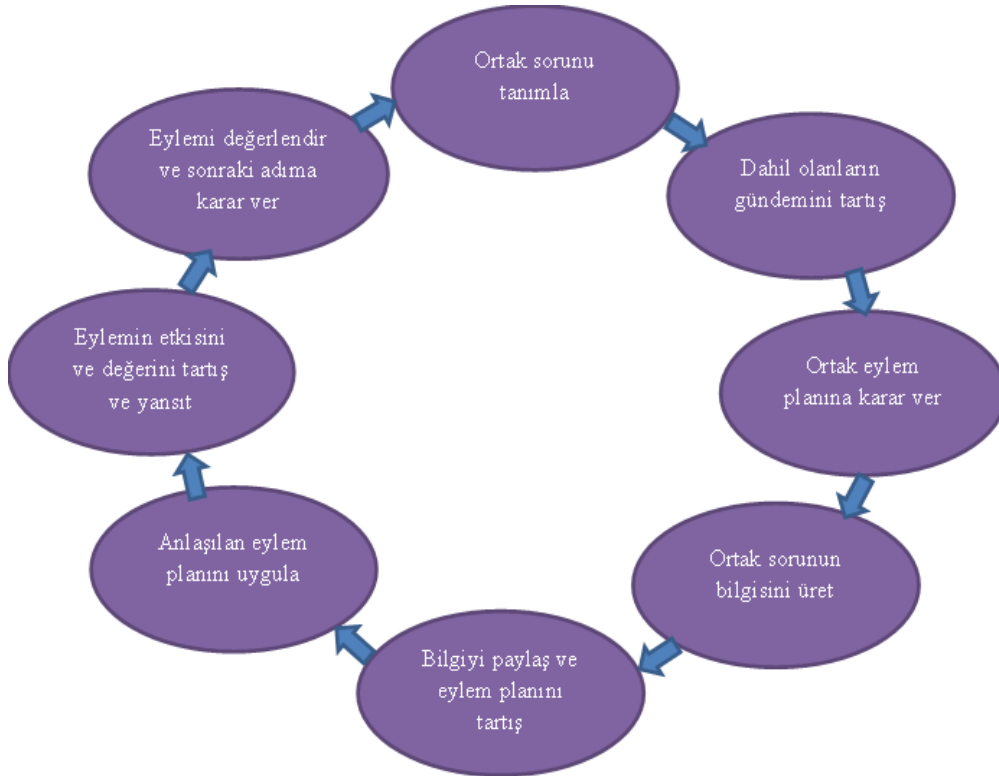 Ortak sorunu
tanımla
Dahil olanların
gündemini tartış
Ortak eylem
planına karar ver
Ortak sorunun
bilgisini üret
Bilgiyi paylaş ve
eylem planını
tartış
Anlaşılan eylem
planını uygula
Eylemin etkisini
ve değerini tartış
ve yansıt
Eylemi değerlendir
ve sonraki adıma
karar ver